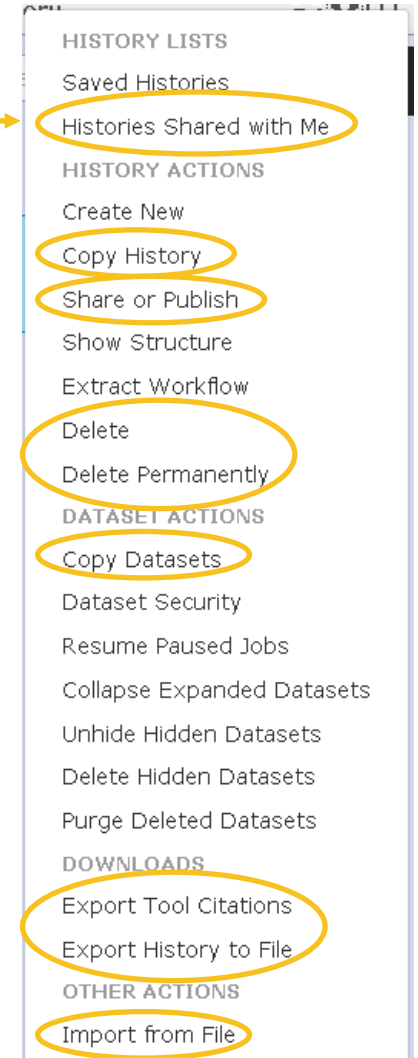 HISTORY LISTS
Saved Histories
Histories Shared with Me
HISTORY ACTIONS
Create New
Copy History
Share or Publish
Show Structure
Extract Workflow
Delete
Delete Permanently
DATASET ACTIONS
Copy Datasets
Dataset Security
Resume Paused Jobs
Collapse Expanded Datasets
Unhide Hidden Datasets
Delete Hidden Datasets
Purge Deleted Datasets
DOWNLOADS
Export Tool Citations
Export History to File
OTHER ACTIONS
Import from File